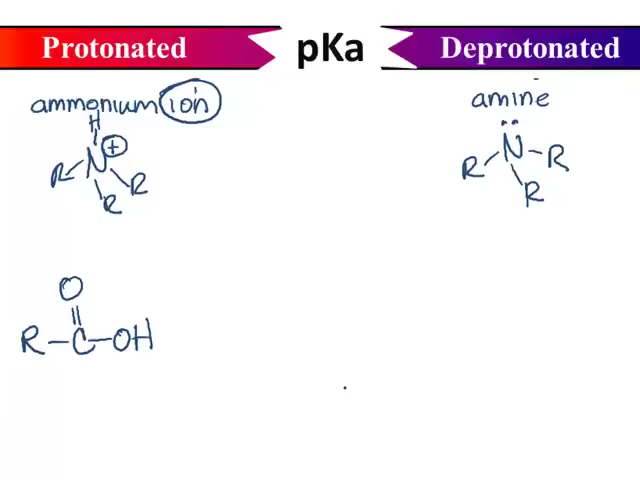 Protonated pKa Deprotonated
ammonium ion amine
H
N + R R R
N R R R
O
R-C-OH